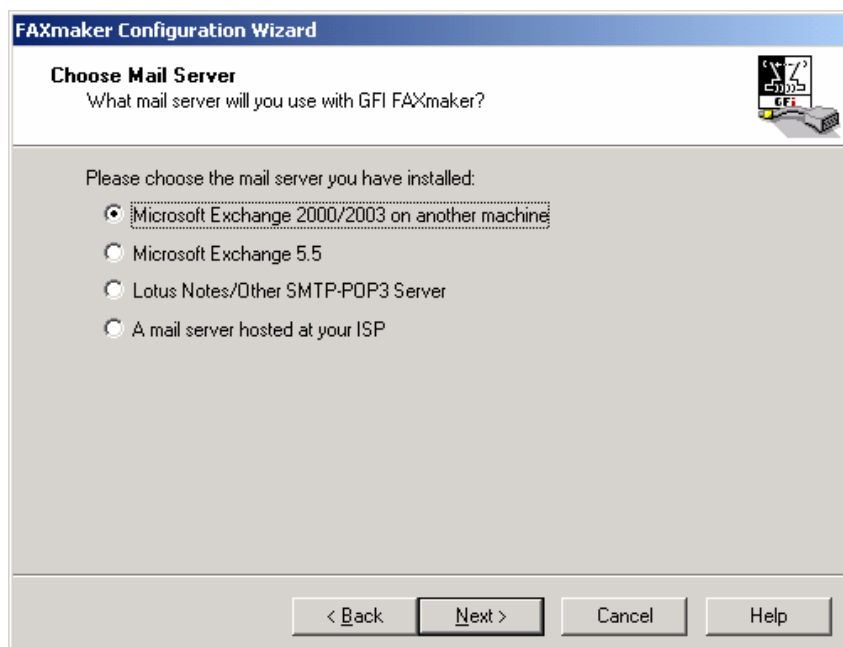 FAXmaker Configuration Wizard
Choose Mail Server
What mail server will you use with GFI FAXmaker?
GFi
Please choose the mail server you have installed:
Microsoft Exchange 2000/2003 on another machine
Microsoft Exchange 5.5
Lotus Notes/Other SMTP-POP3 Server
A mail server hosted at your ISP
< Back
Next >
Cancel
Help